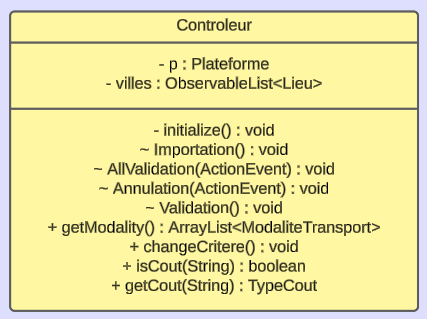 Controleur
- p : Plateforme
- villes : ObservableList<Lieu>
- initialize() : void
~ Importation() : void
~ AllValidation(ActionEvent) : void
~ Annulation(ActionEvent) : void
~ Validation() : void
+ getModality() : ArrayList<ModaliteTransport>
+ changeCritere() : void
+ isCout(String) : boolean
+ getCout(String) : TypeCout